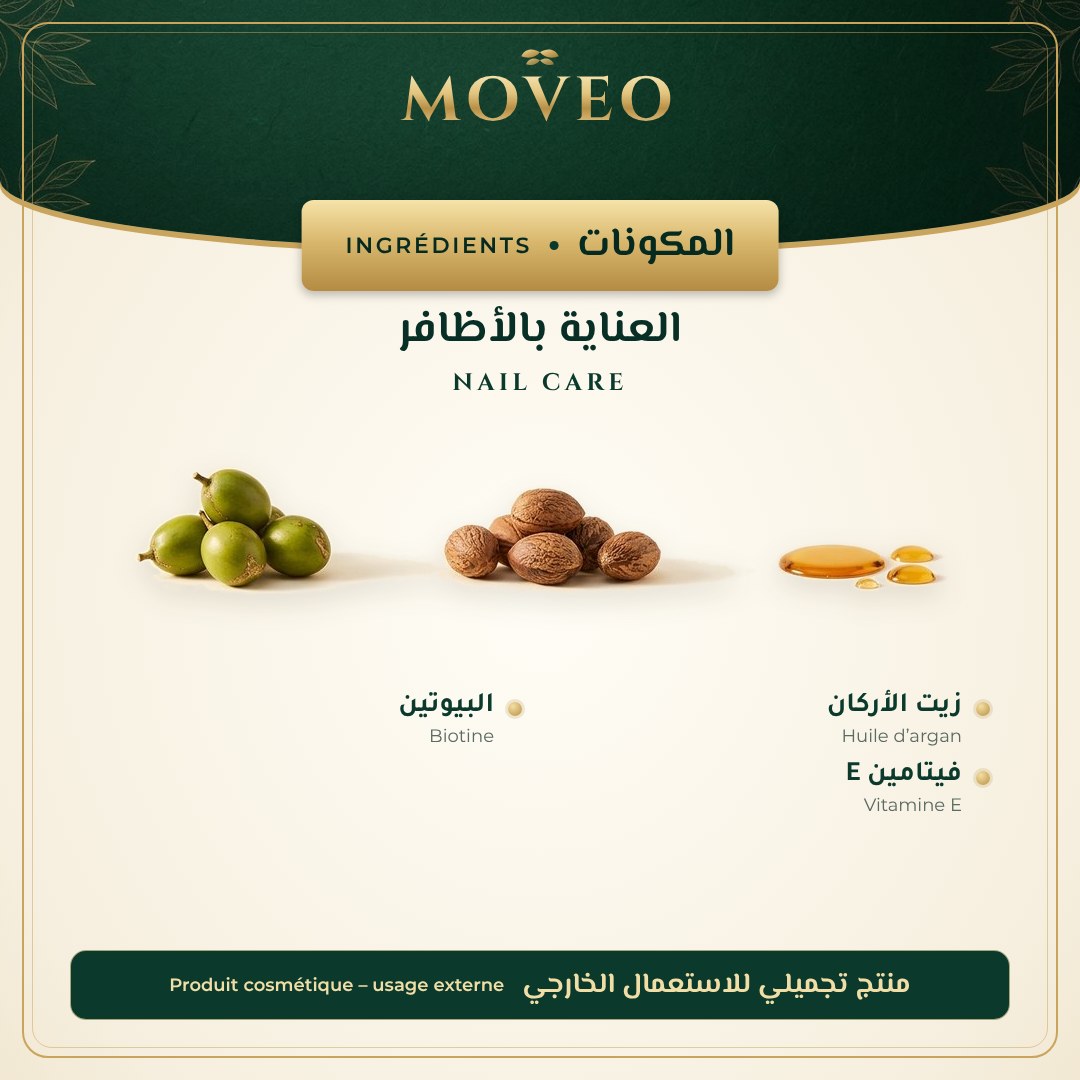 MOVEO
INGRÉDIENTS • المكونات
العناية بالأظافر
NAIL CARE
زيت الأركان
Huile d’argan
فيتامين E
Vitamine E
البيوتين
Biotine
منتج تجميلي للاستعمال الخارجي Produit cosmétique – usage externe